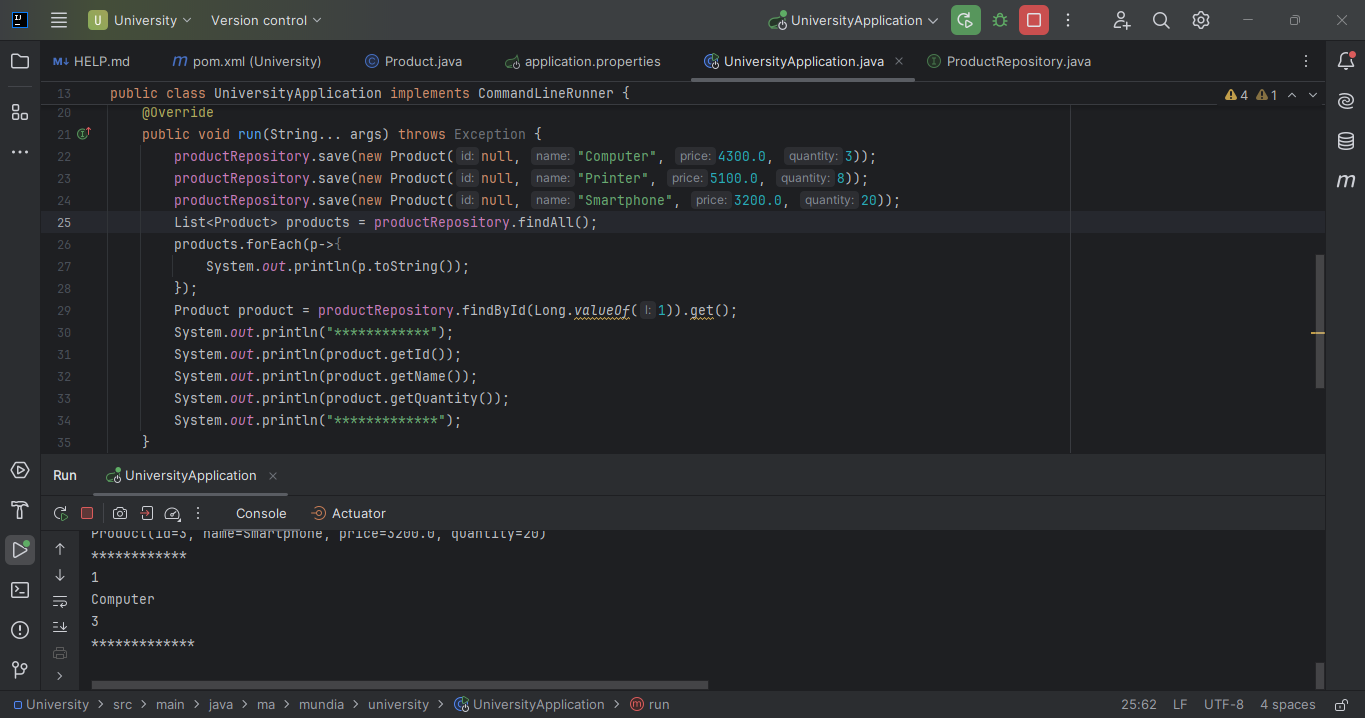 U University Version control UniversityApplication
M↓ HELP.md m pom.xml (University) Product.java application.properties UniversityApplication.java ProductRepository.java
13 public class UniversityApplication implements CommandLineRunner { 4 1
20 @Override
21 public void run(String... args) throws Exception {
22 productRepository.save(new Product( id: null, name: "Computer", price: 4300.0, quantity: 3));
23 productRepository.save(new Product( id: null, name: "Printer", price: 5100.0, quantity: 8));
24 productRepository.save(new Product( id: null, name: "Smartphone", price: 3200.0, quantity: 20));
25 List<Product> products = productRepository.findAll();
26 products.forEach(p->{
27 System.out.println(p.toString());
28 });
29 Product product = productRepository.findById(Long.valueOf( l: 1)).get();
30 System.out.println("************");
31 System.out.println(product.getId());
32 System.out.println(product.getName());
33 System.out.println(product.getQuantity());
34 System.out.println("*************");
35 }
Run UniversityApplication
Console Actuator
Product(id=3, name=Smartphone, price=3200.0, quantity=20)
************
1
Computer
3
*************
University > src > main > java > ma > mundia > university > UniversityApplication > m run 25:62 LF UTF-8 4 spaces